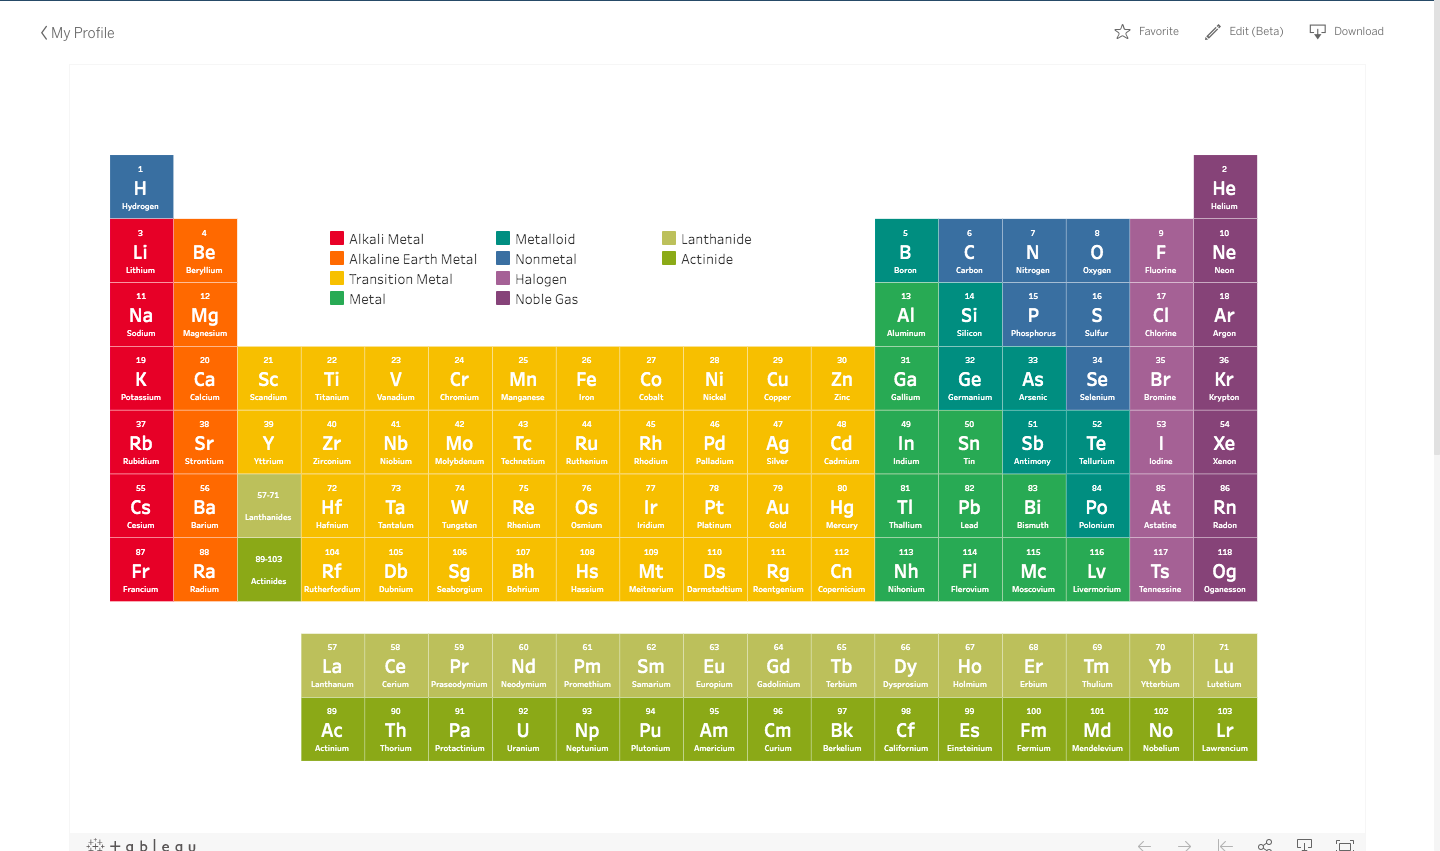 My Profile
Favorite
Edit (Beta)
Download
1 2
H He
Hydrogen Helium
3 4 5 6 7 8 9 10
Li Be B C N O F Ne
Lithium Beryllium Boron Carbon Nitrogen Oxygen Fluorine Neon
Alkali Metal Metalloid Lanthanide
Alkaline Earth Metal Nonmetal Actinide
Transition Metal Halogen
Metal Noble Gas
11 12 13 14 15 16 17 18
Na Mg Al Si P S Cl Ar
Sodium Magnesium Aluminum Silicon Phosphorus Sulfur Chlorine Argon
19 20 21 22 23 24 25 26 27 28 29 30 31 32 33 34 35 36
K Ca Sc Ti V Cr Mn Fe Co Ni Cu Zn Ga Ge As Se Br Kr
Potassium Calcium Scandium Titanium Vanadium Chromium Manganese Iron Cobalt Nickel Copper Zinc Gallium Germanium Arsenic Selenium Bromine Krypton
37 38 39 40 41 42 43 44 45 46 47 48 49 50 51 52 53 54
Rb Sr Y Zr Nb Mo Tc Ru Rh Pd Ag Cd In Sn Sb Te I Xe
Rubidium Strontium Yttrium Zirconium Niobium Molybdenum Technetium Ruthenium Rhodium Palladium Silver Cadmium Indium Tin Antimony Tellurium Iodine Xenon
55 56 57-71 72 73 74 75 76 77 78 79 80 81 82 83 84 85 86
Cs Ba Hf Ta W Re Os Ir Pt Au Hg Tl Pb Bi Po At Rn
Cesium Barium Lanthanides Hafnium Tantalum Tungsten Rhenium Osmium Iridium Platinum Gold Mercury Thallium Lead Bismuth Polonium Astatine Radon
87 88 89-103 104 105 106 107 108 109 110 111 112 113 114 115 116 117 118
Fr Ra Rf Db Sg Bh Hs Mt Ds Rg Cn Nh Fl Mc Lv Ts Og
Francium Radium Actinides Rutherfordium Dubnium Seaborgium Bohrium Hassium Meitnerium Darmstadtium Roentgenium Copernicium Nihonium Flerovium Moscovium Livermorium Tennessine Oganesson
57 58 59 60 61 62 63 64 65 66 67 68 69 70 71
La Ce Pr Nd Pm Sm Eu Gd Tb Dy Ho Er Tm Yb Lu
Lanthanum Cerium Praseodymium Neodymium Promethium Samarium Europium Gadolinium Terbium Dysprosium Holmium Erbium Thulium Ytterbium Lutetium
89 90 91 92 93 94 95 96 97 98 99 100 101 102 103
Ac Th Pa U Np Pu Am Cm Bk Cf Es Fm Md No Lr
Actinium Thorium Protactinium Uranium Neptunium Plutonium Americium Curium Berkelium Californium Einsteinium Fermium Mendelevium Nobelium Lawrencium
+ableau